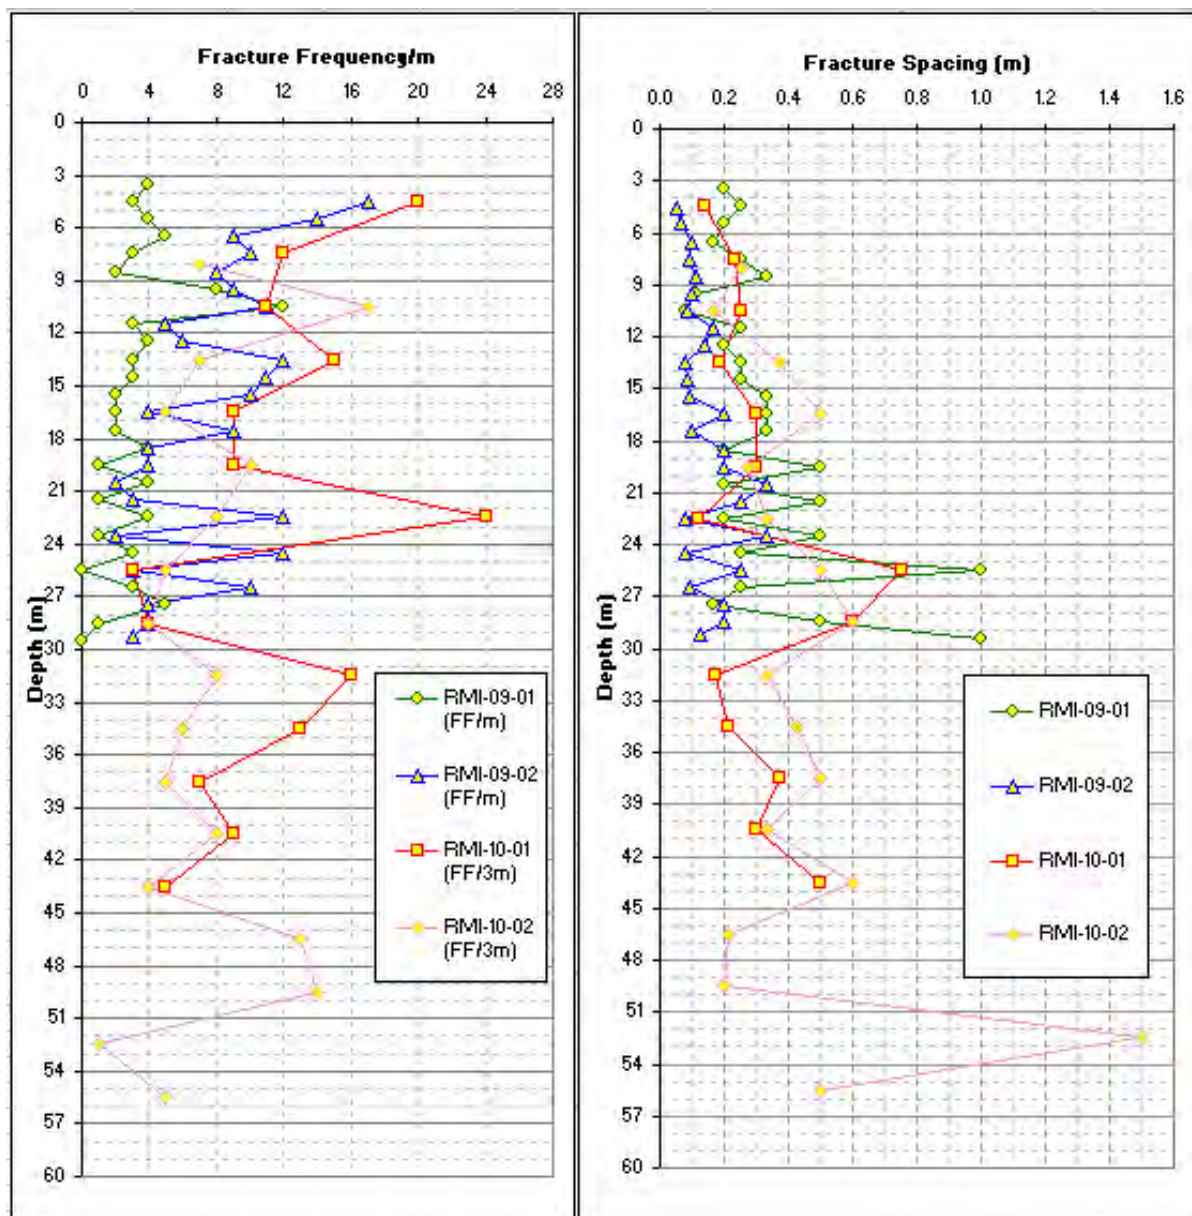 Fracture Frequency/m
0 4 8 12 16 20 24 28
0
3
6
9
12
15
18
21
24
27
30
33
36
39
42
45
48
51
54
57
60
Depth (m)
RMI-09-01
(FF/m)
RMI-09-02
(FF/m)
RMI-10-01
(FF/3m)
RMI-10-02
(FF/3m)
Fracture Spacing (m)
0.0 0.2 0.4 0.6 0.8 1.0 1.2 1.4 1.6
0
3
6
9
12
15
18
21
24
27
30
33
36
39
42
45
48
51
54
57
60
Depth (m)
RMI-09-01
RMI-09-02
RMI-10-01
RMI-10-02